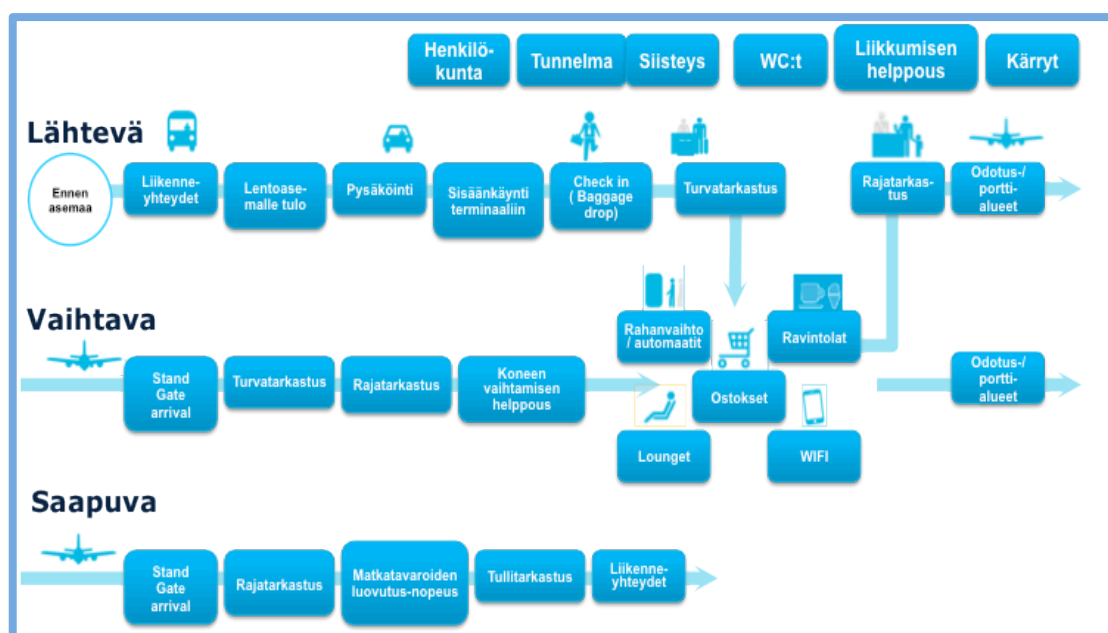 Henkilö-
kunta
Tunnelma
Siisteys
WC:t
Liikkumisen
helppous
Kärryt
Lähtevä
Ennen
asemaa
Liikenne-
yhteydet
Lentoase-
malle tulo
Pysäköinti
Sisäänkäynti
terminaaliin
Check in
( Baggage
drop)
Turvatarkastus
Rajatarkas-
tus
Odotus-/
portti-
alueet
Vaihtava
Stand
Gate
arrival
Turvatarkastus
Rajatarkastus
Koneen
vaihtamisen
helppous
Rahanvaihto
/ automaatit
Ravintolat
Ostokset
Lounget
WIFI
Odotus-/
portti-
alueet
Saapuva
Stand
Gate
arrival
Rajatarkastus
Matkatavaroiden
luovutus-nopeus
Tullitarkastus
Liikenne-
yhteydet